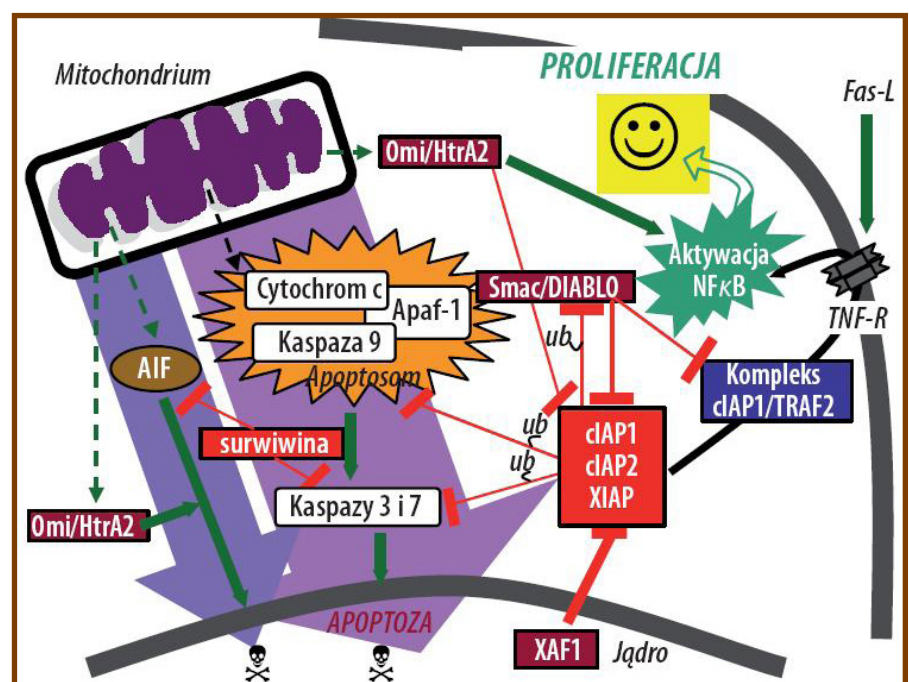 Mitochondrium
PROLIFERACJA
Fas-L
Omi/HtrA2
Aktywacja
NFκB
Cytochrom c
Apaf-1
Kaspaza 9
Apoptosom
Smac/DIABLO
TNF-R
ub
AIF
Kompleks
cIAP1/TRAF2
surwiwina
ub
ub
cIAP1
cIAP2
XIAP
Kaspazy 3 i 7
Omi/HtrA2
APOPTOZA
XAF1
Jądro